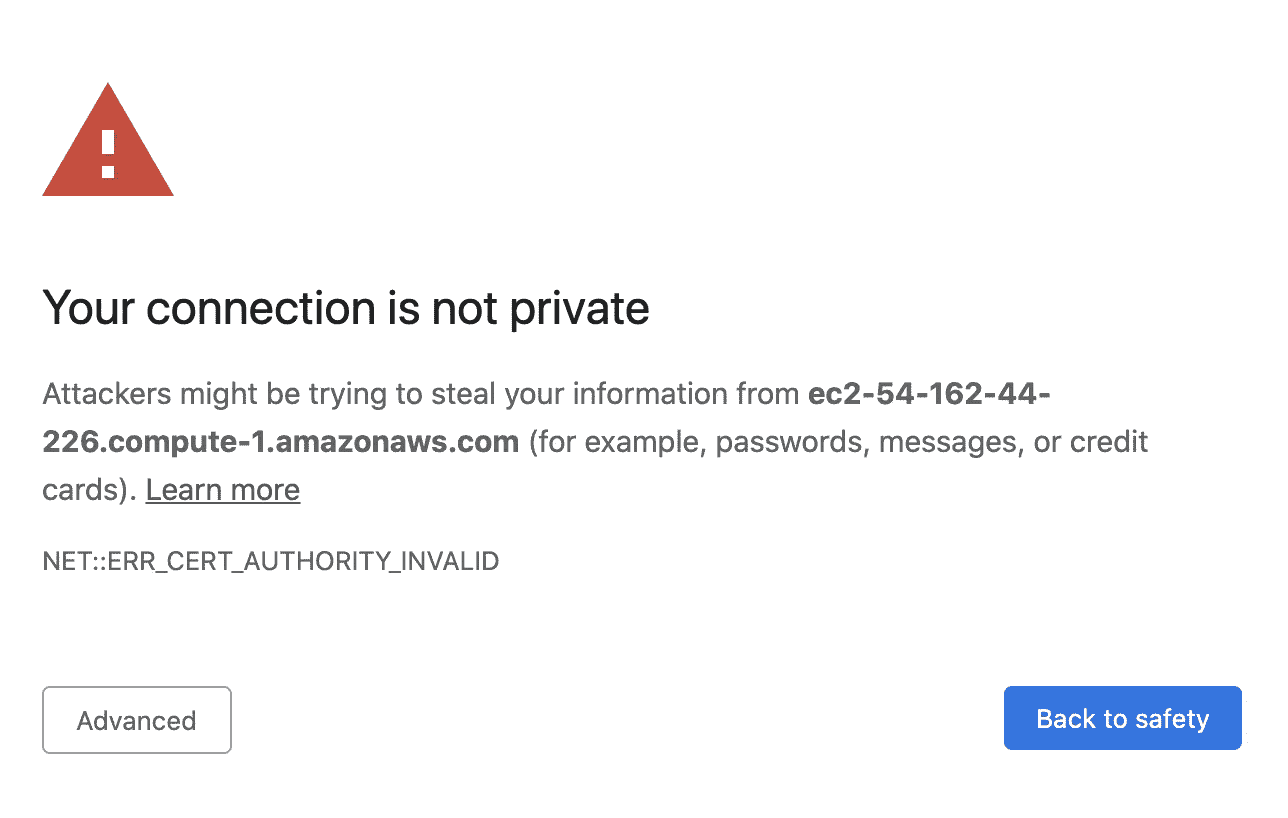 Your connection is not private
Attackers might be trying to steal your information from ec2-54-162-44-
226.compute-1.amazonaws.com (for example, passwords, messages, or credit
cards). Learn more
NET::ERR_CERT_AUTHORITY_INVALID
Advanced
Back to safety